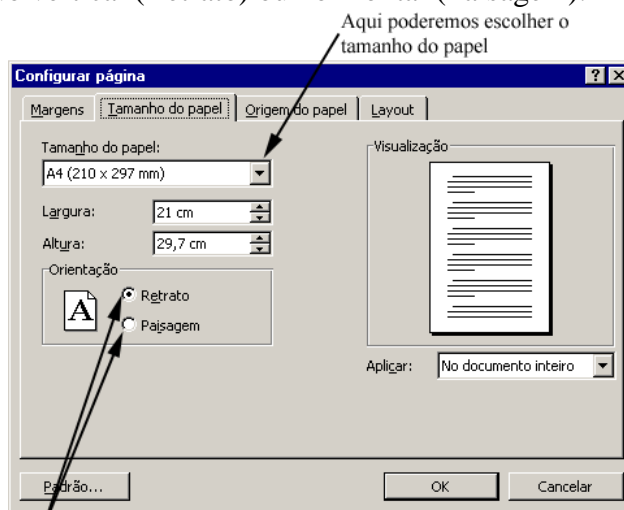 Aqui poderemos escolher o
tamanho do papel
Configurar página
Margens Tamanho do papel Origem do papel Layout
Tamanho do papel:
Visualização
A4 (210 x 297 mm)
Largura: 21 cm
Altura: 29,7 cm
Orientação
A
Retrato
Paisagem
Aplicar: No documento inteiro
Padrão... OK Cancelar